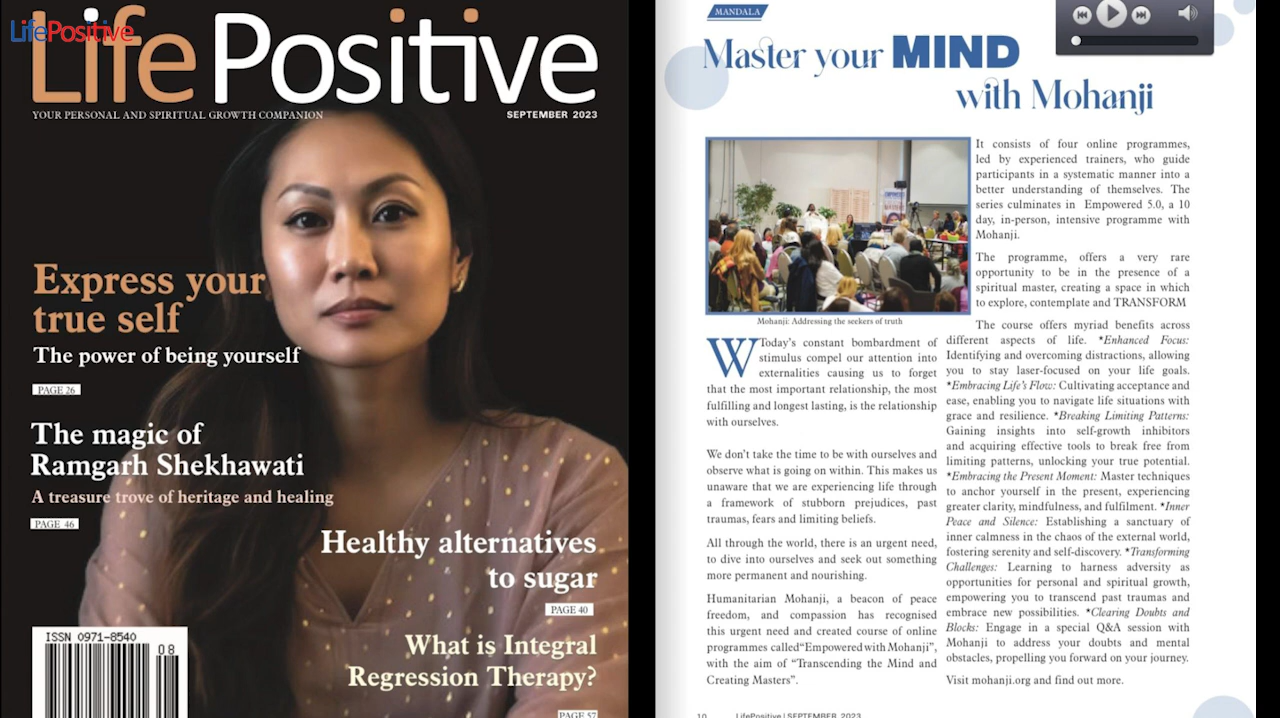 LifePositive
Life Positive
YOUR PERSONAL AND SPIRITUAL GROWTH COMPANION
SEPTEMBER 2023
Express your
true self
The power of being yourself
PAGE 26
The magic of
Ramgarh Shekhawati
A treasure trove of heritage and healing
PAGE 46
Healthy alternatives
to sugar
PAGE 40
What is Integral
Regression Therapy?
PAGE 57
ISSN 0971-8540
08
MANDALA
Master your MIND
with Mohanji
Mohanji: Addressing the seekers of truth
WToday's constant bombardment of
stimulus compel our attention into
externalities causing us to forget
that the most important relationship, the most
fulfilling and longest lasting, is the relationship
with ourselves.
We don't take the time to be with ourselves and
observe what is going on within. This makes us
unaware that we are experiencing life through
a framework of stubborn prejudices, past
traumas, fears and limiting beliefs.
All through the world, there is an urgent need,
to dive into ourselves and seek out something
more permanent and nourishing.
Humanitarian Mohanji, a beacon of peace
freedom, and compassion has recognised
this urgent need and created course of online
programmes called“Empowered with Mohanji”,
with the aim of “Transcending the Mind and
Creating Masters”.
It consists of four online programmes,
led by experienced trainers, who guide
participants in a systematic manner into a
better understanding of themselves. The
series culminates in Empowered 5.0, a 10
day, in-person, intensive programme with
Mohanji.
The programme, offers a very rare
opportunity to be in the presence of a
spiritual master, creating a space in which
to explore, contemplate and TRANSFORM
The course offers myriad benefits across
different aspects of life. *Enhanced Focus:
Identifying and overcoming distractions, allowing
you to stay laser-focused on your life goals.
*Embracing Life's Flow: Cultivating acceptance and
ease, enabling you to navigate life situations with
grace and resilience. *Breaking Limiting Patterns:
Gaining insights into self-growth inhibitors
and acquiring effective tools to break free from
limiting patterns, unlocking your true potential.
*Embracing the Present Moment: Master techniques
to anchor yourself in the present, experiencing
greater clarity, mindfulness, and fulfilment. *Inner
Peace and Silence: Establishing a sanctuary of
inner calmness in the chaos of the external world,
fostering serenity and self-discovery. *Transforming
Challenges: Learning to harness adversity as
opportunities for personal and spiritual growth,
empowering you to transcend past traumas and
embrace new possibilities. *Clearing Doubts and
Blocks: Engage in a special Q&A session with
Mohanji to address your doubts and mental
obstacles, propelling you forward on your journey.
Visit mohanji.org and find out more.
10 LifePositive | SEPTEMBER 2023